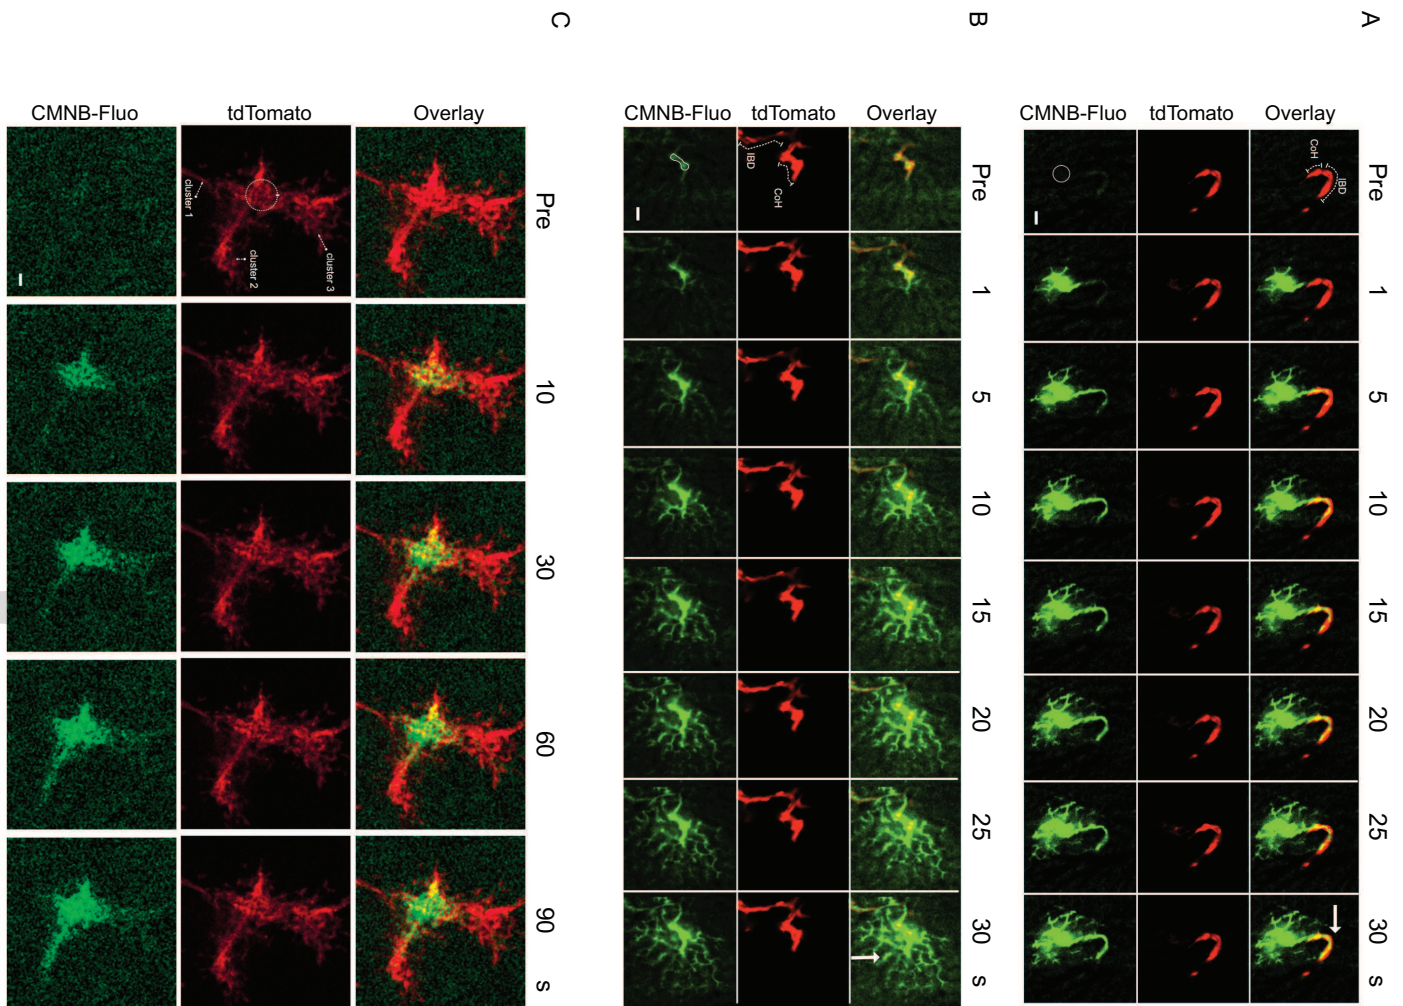 A
CMNB-Fluo tdTomato Overlay
Pre
1
5
10
15
20
25
30
s
CoH
IBD
B
CMNB-Fluo tdTomato Overlay
Pre
1
5
10
15
20
25
30
s
IBD
CoH
C
CMNB-Fluo tdTomato Overlay
Pre
10
30
60
90
s
cluster 1
cluster 2
cluster 3